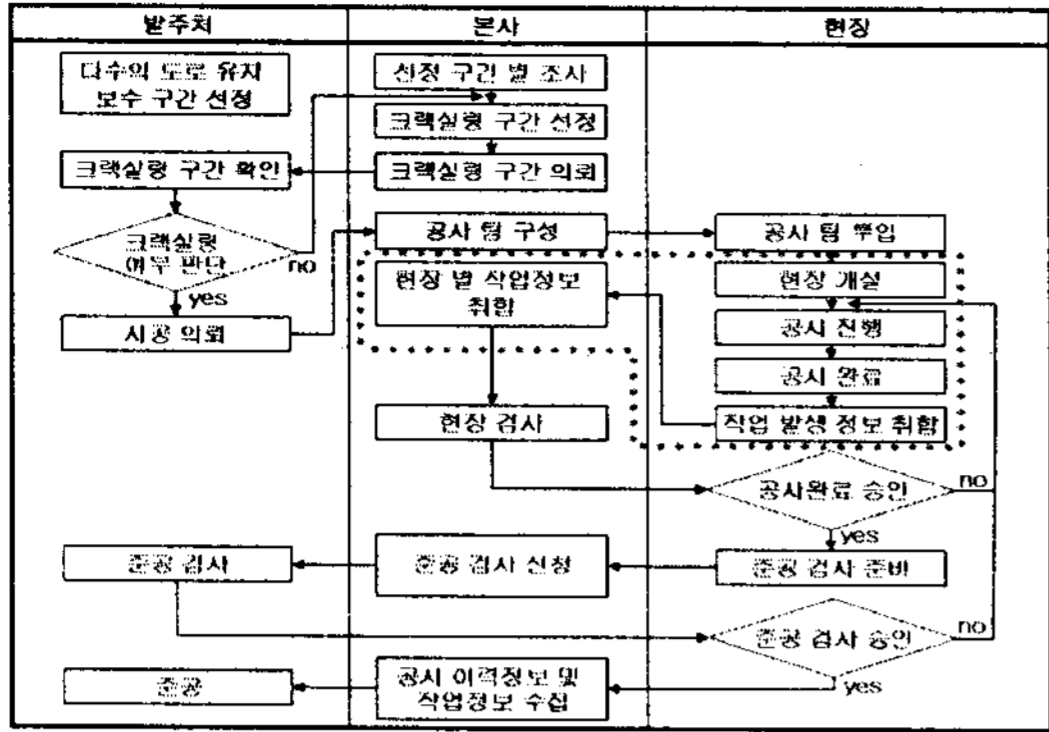 발주처
본사
현장
다수의 도로 유지
보수 구간 선정
선정 구간 별 조사
크랙실링 구간 선정
크랙실링 구간 확인
크랙실링 구간 의뢰
크랙실링
여부 판단
no
yes
공사 팀 구성
공사 팀 뿌입
시공 의뢰
현장 별 작업정보
취합
현장 개설
공사 진행
공사 완료
작업 발생 정보 취합
현장 검사
공사완료 승인
no
yes
준공 검사
준공 검사 신청
준공 검사 준비
준공 검사 승인
no
yes
준공
공사 이력정보 및
작업정보 수집